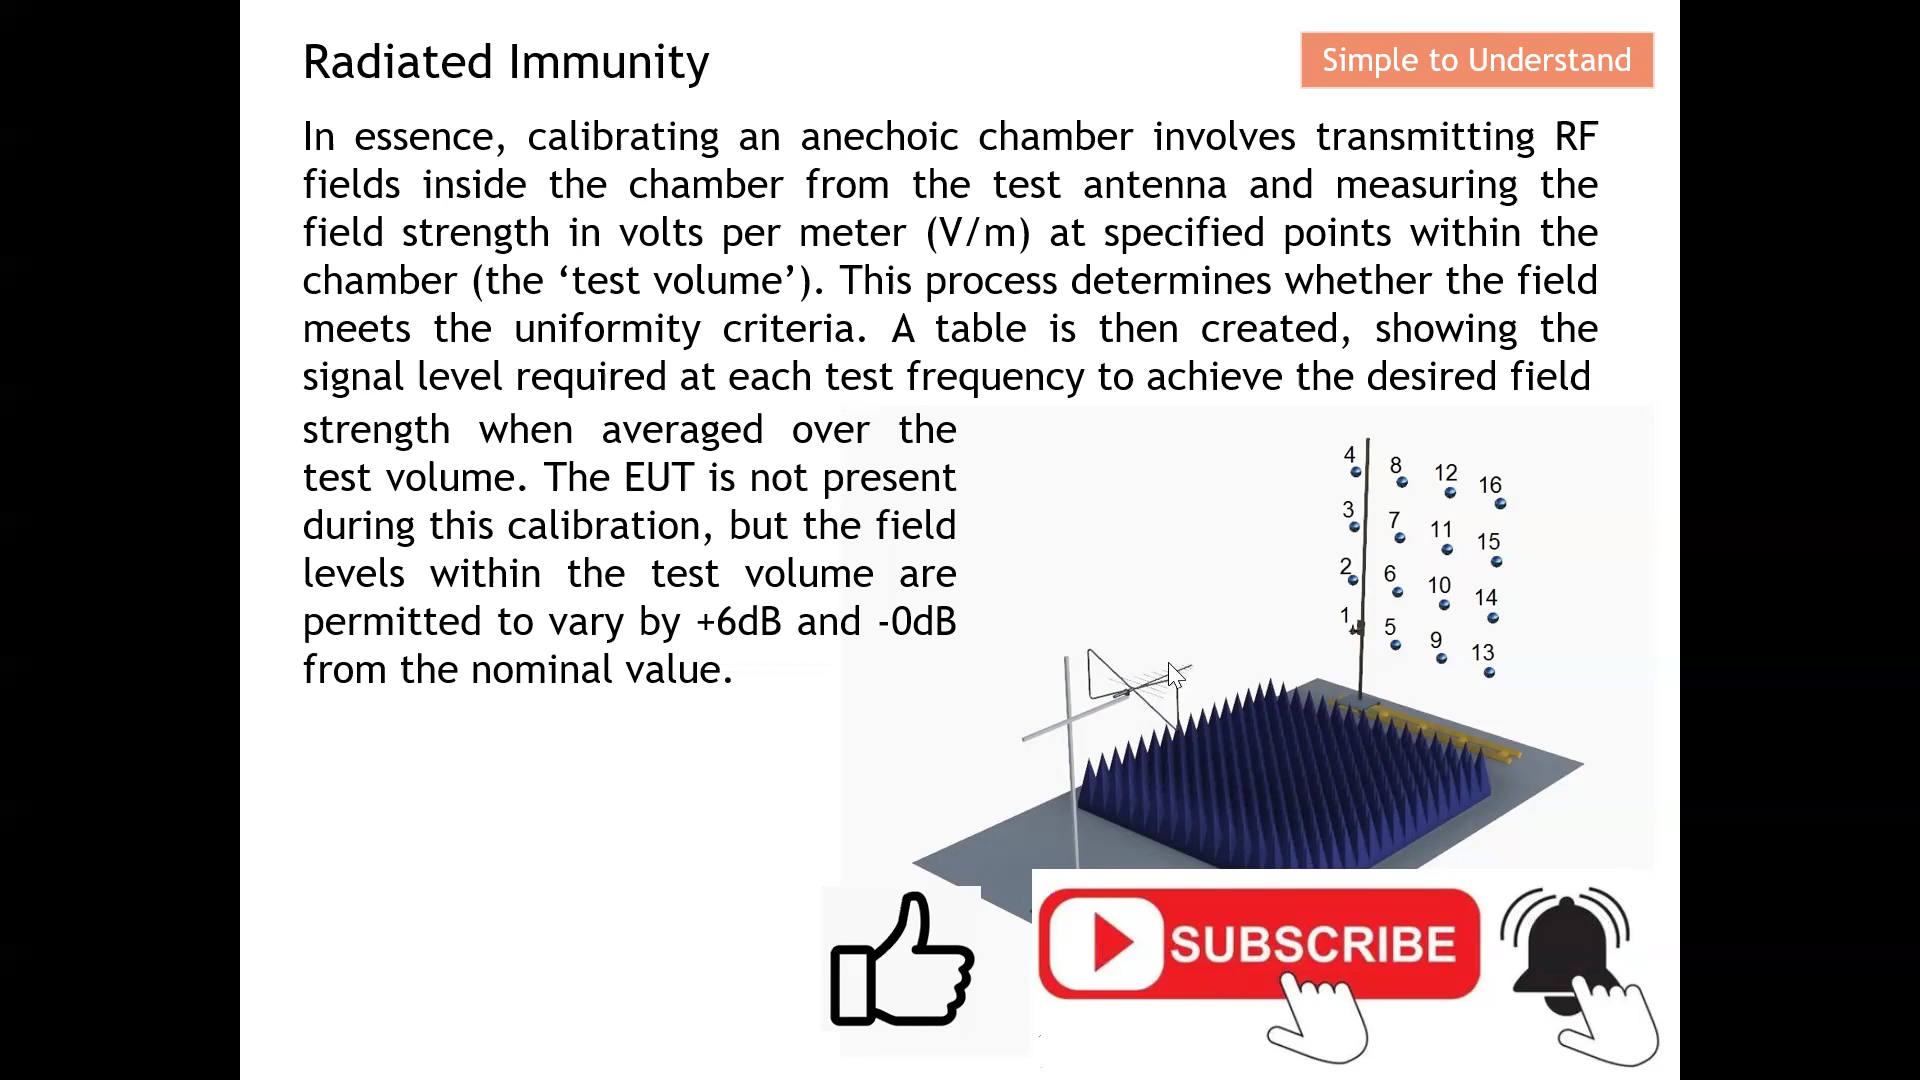 Radiated Immunity
Simple to Understand
In essence, calibrating an anechoic chamber involves transmitting RF
fields inside the chamber from the test antenna and measuring the
field strength in volts per meter (V/m) at specified points within the
chamber (the ‘test volume’). This process determines whether the field
meets the uniformity criteria. A table is then created, showing the
signal level required at each test frequency to achieve the desired field
strength when averaged over the
test volume. The EUT is not present
during this calibration, but the field
levels within the test volume are
permitted to vary by +6dB and -0dB
from the nominal value.
4 8 12 16
3 7 11 15
2 6 10 14
1 5 9 13
SUBSCRIBE